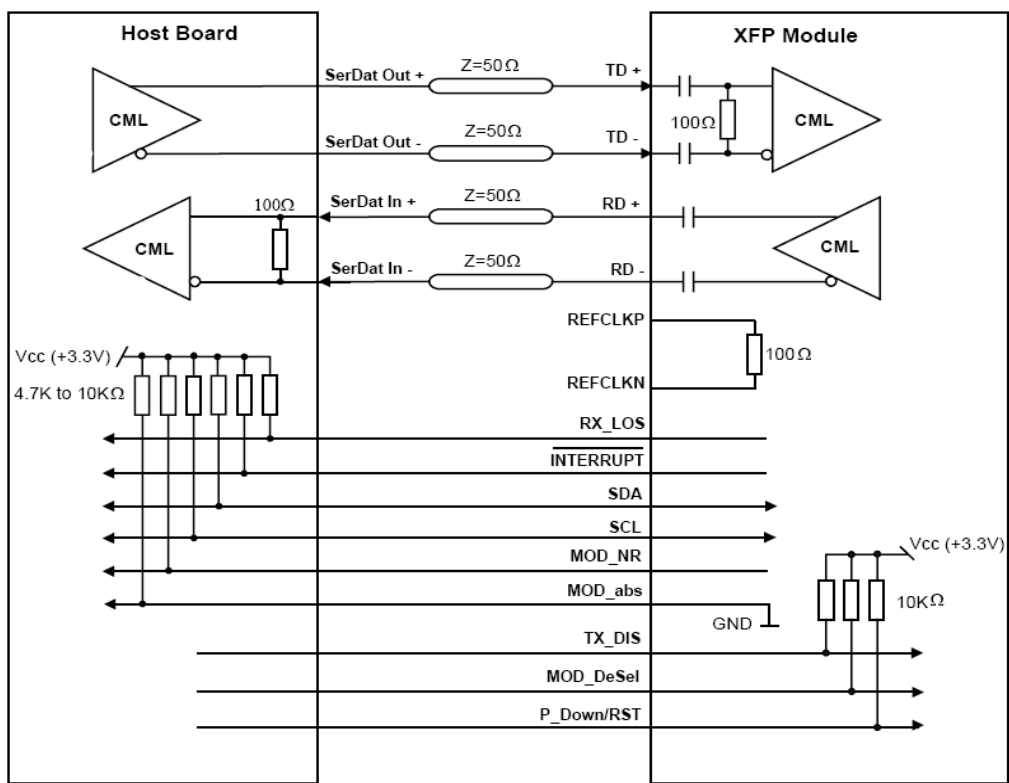 Host Board
XFP Module
SerDat Out +
Z=50Ω
TD +
CML
100Ω
CML
SerDat Out -
Z=50Ω
TD -
100Ω
SerDat In +
Z=50Ω
RD +
CML
CML
SerDat In -
Z=50Ω
RD -
REFCLKP
100Ω
REFCLKN
Vcc (+3.3V)
4.7K to 10KΩ
RX_LOS
INTERRUPT
SDA
SCL
MOD_NR
Vcc (+3.3V)
MOD_abs
10KΩ
GND
TX_DIS
MOD_DeSel
P_Down/RST